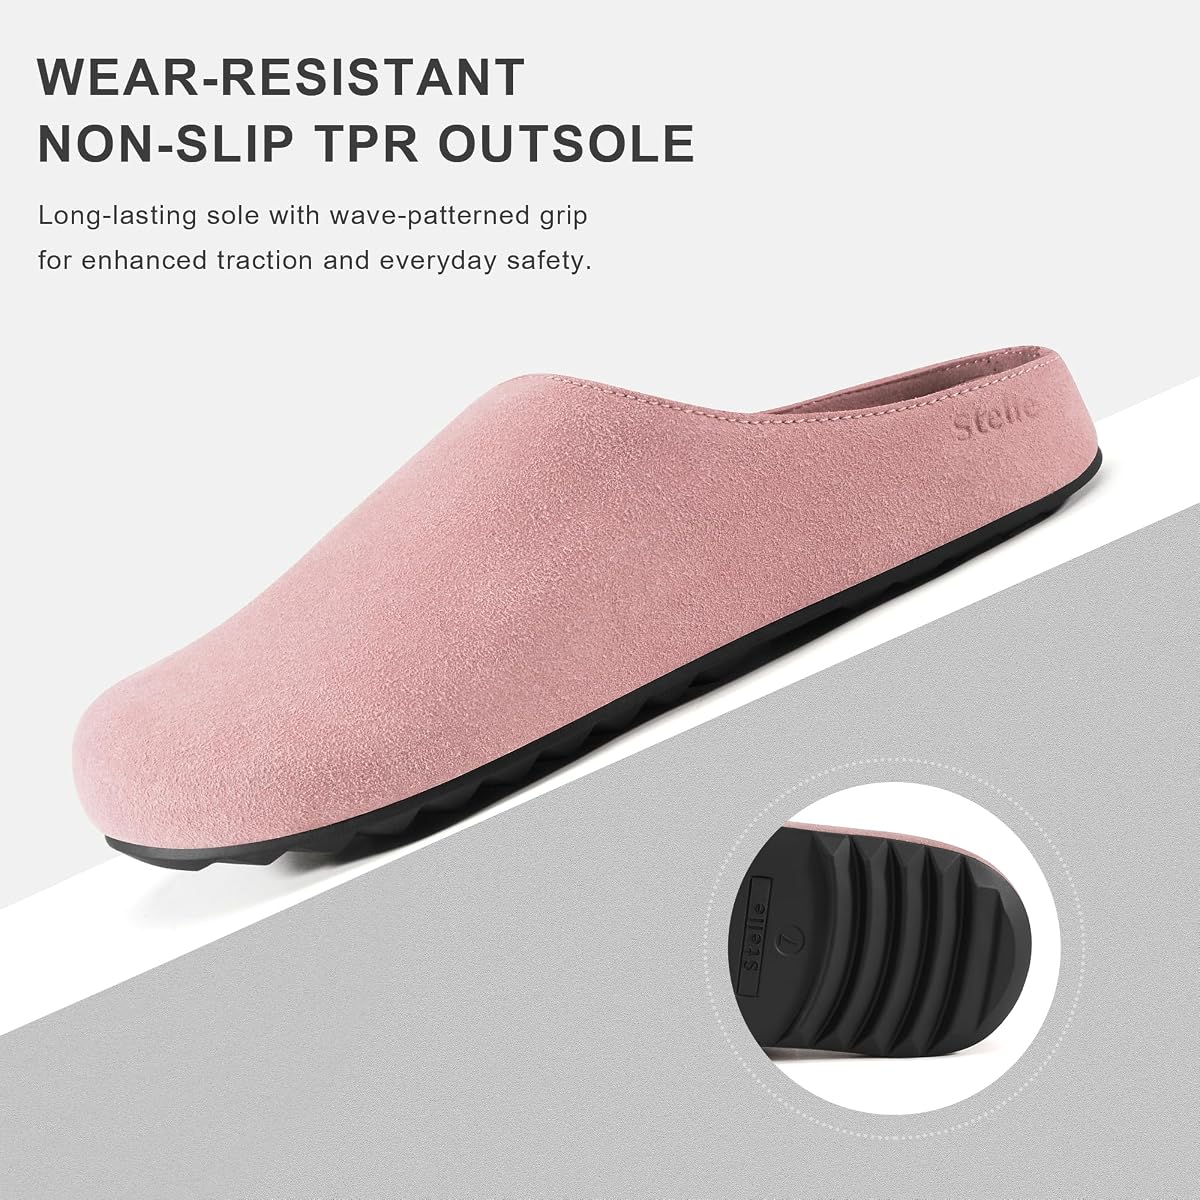 WEAR-RESISTANT
NON-SLIP TPR OUTSOLE
Long-lasting sole with wave-patterned grip
for enhanced traction and everyday safety.
Stelle
Stelle
7